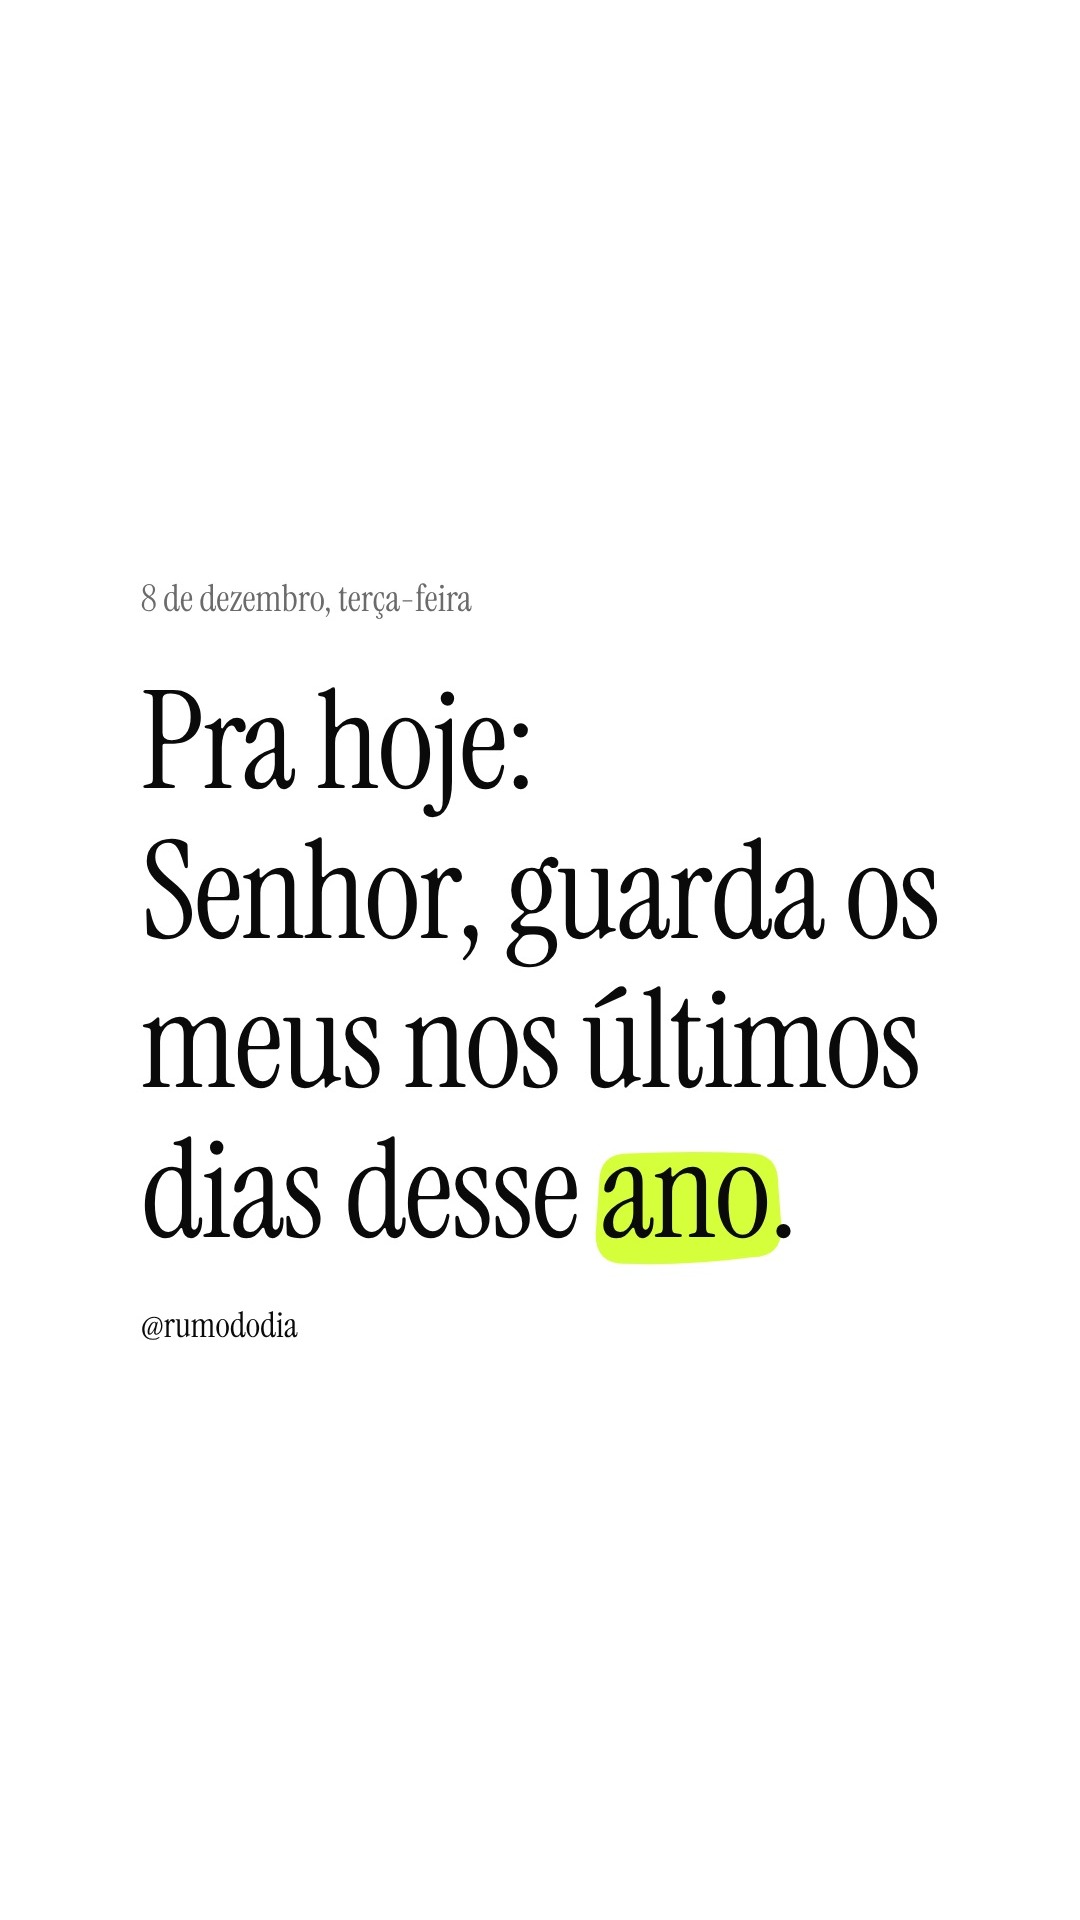 8 de dezembro, terça-feira
Pra hoje:
Senhor, guarda os
meus nos últimos
dias desse ano.
@rumododia